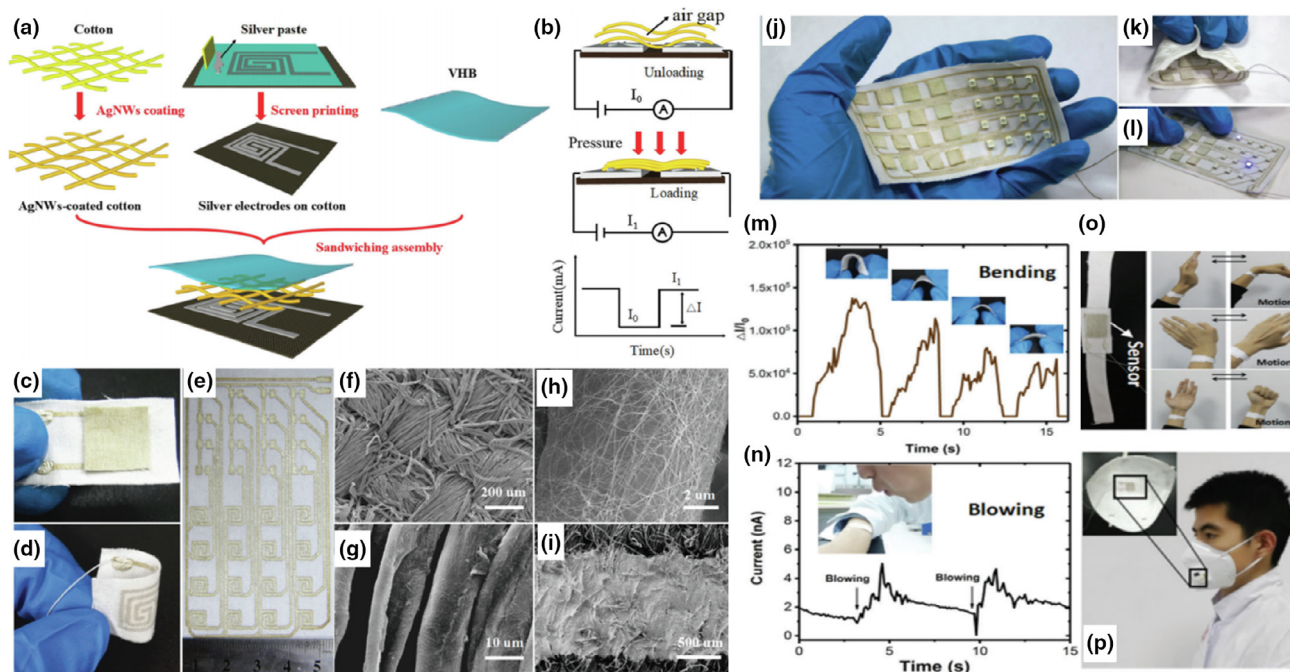 (a)
Cotton
Silver paste
AgNWs coating
Screen printing
VHB
AgNWs-coated cotton
Silver electrodes on cotton
Sandwiching assembly
(b)
air gap
Unloading
I0
A
Pressure
Loading
I1
A
Current(mA)
I1
I0
△I
Time(s)
(c)
(d)
(e)
1 2 3 4 5
(f)
200 um
(g)
10 um
(h)
2 um
(i)
500 um
(j)
(k)
(l)
(m)
2.0x10⁵
1.5x10⁵
1.0x10⁵
5.0x10⁴
0.0
ΔI/I0
Bending
0 5 10 15
Time (s)
(n)
12
10
8
6
4
2
0
Current (nA)
Blowing
Blowing
Blowing
0 5 10 15
Time (s)
(o)
Sensor
Motion
Motion
Motion
(p)